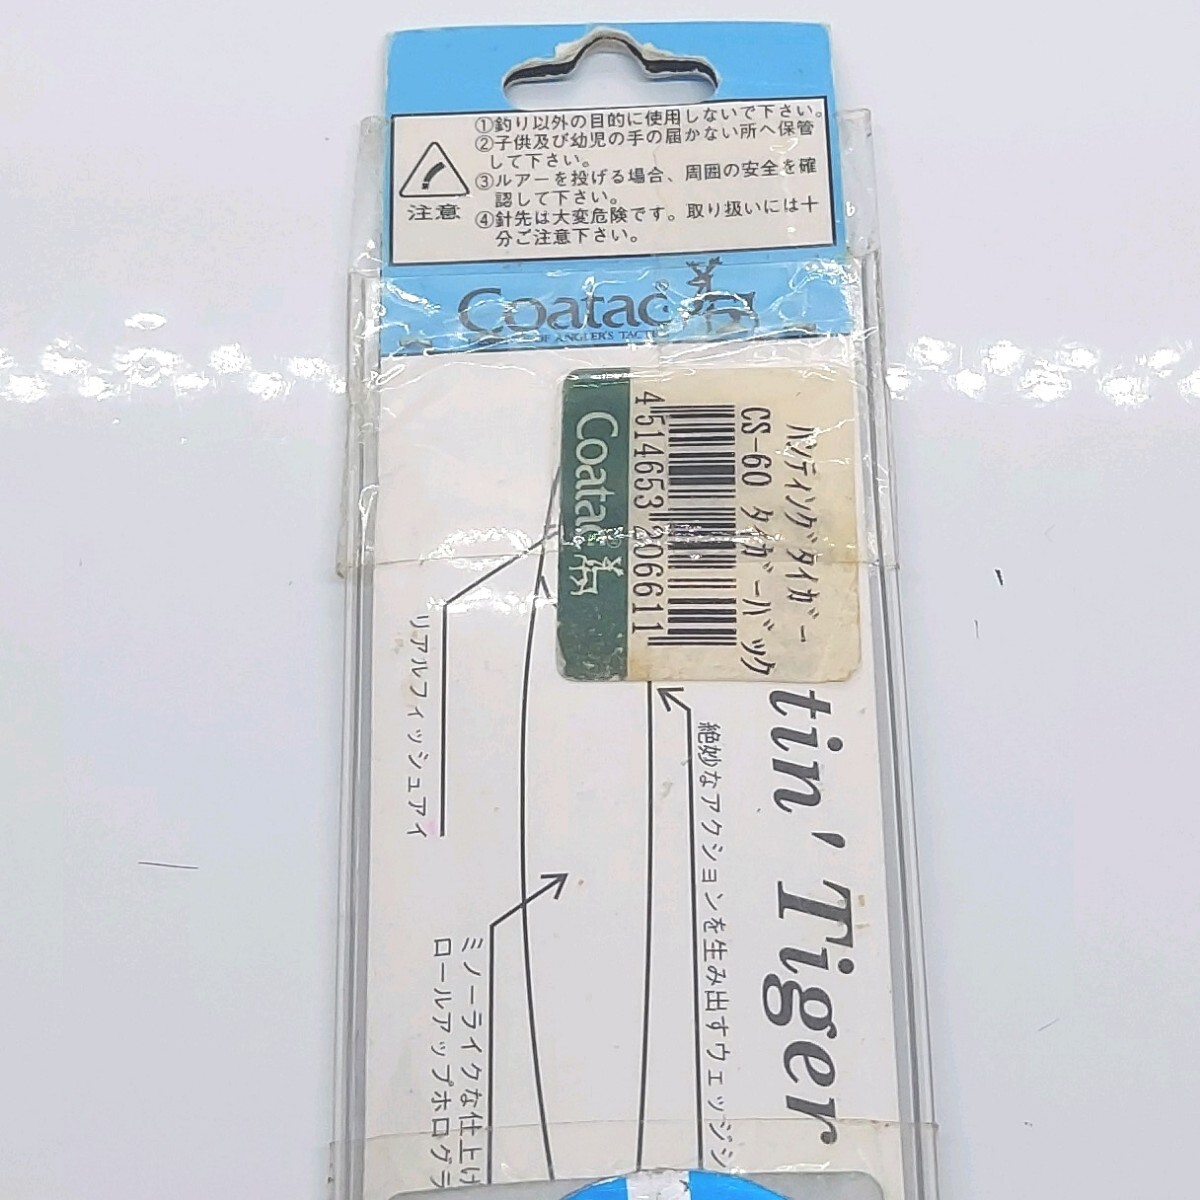 ①釣り以外の目的に使用しないで下さい。
②子供及び幼児の手の届かない所へ保管
して下さい。
③ルアーを投げる場合、周囲の安全を確
認して下さい。
④針先は大変危険です。取り扱いには十
分ご注意下さい。
注意
Coatac
OF ANGLER'S TACTI
ﾊﾝﾃｨﾝｸﾞﾀｲｶﾞｰ
CS-60 ﾀｲｶﾞｰﾊﾞｯｸ
4514653206611
Coatac
tin' Tiger
リアルフィッシュアイ
絶妙なアクションを生み出すウェッジシ
ミノーライクな仕上げ
ロールアップホログラ